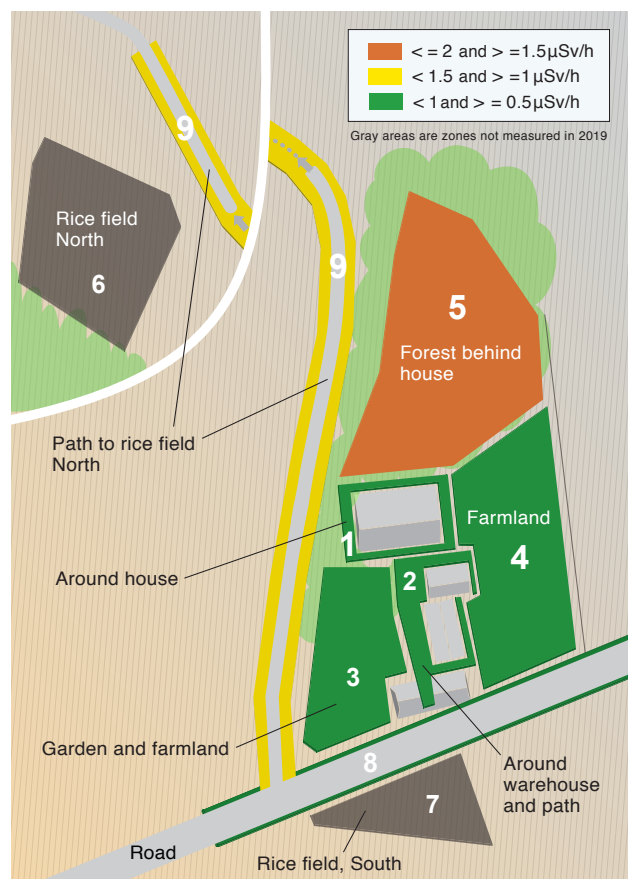 < = 2 and > =1.5µSv/h
< 1.5 and > =1µSv/h
< 1 and > = 0.5µSv/h
Gray areas are zones not measured in 2019
9
Rice field
North
6
9
5
Forest behind
house
Path to rice field
North
Farmland
4
1
2
Around house
3
Garden and farmland
8
Around
warehouse
and path
7
Road
Rice field, South